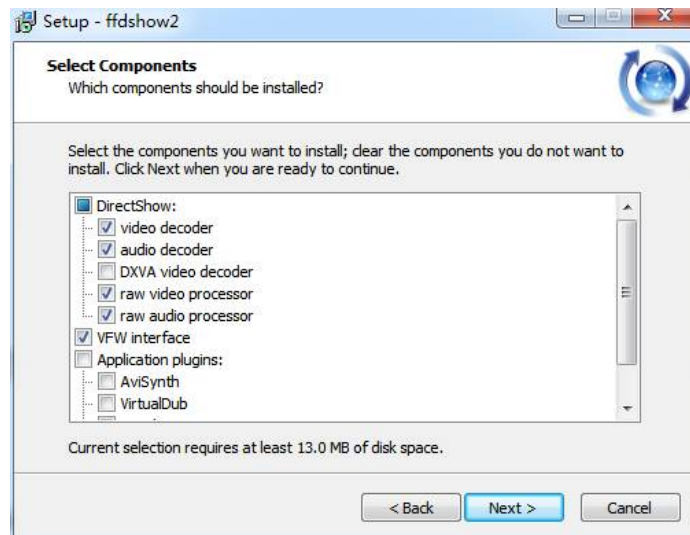 Setup - ffdshow2
Select Components
Which components should be installed?
Select the components you want to install; clear the components you do not want to
install. Click Next when you are ready to continue.
DirectShow:
video decoder
audio decoder
DXVA video decoder
raw video processor
raw audio processor
VFW interface
Application plugins:
AviSynth
VirtualDub
Current selection requires at least 13.0 MB of disk space.
< Back
Next >
Cancel